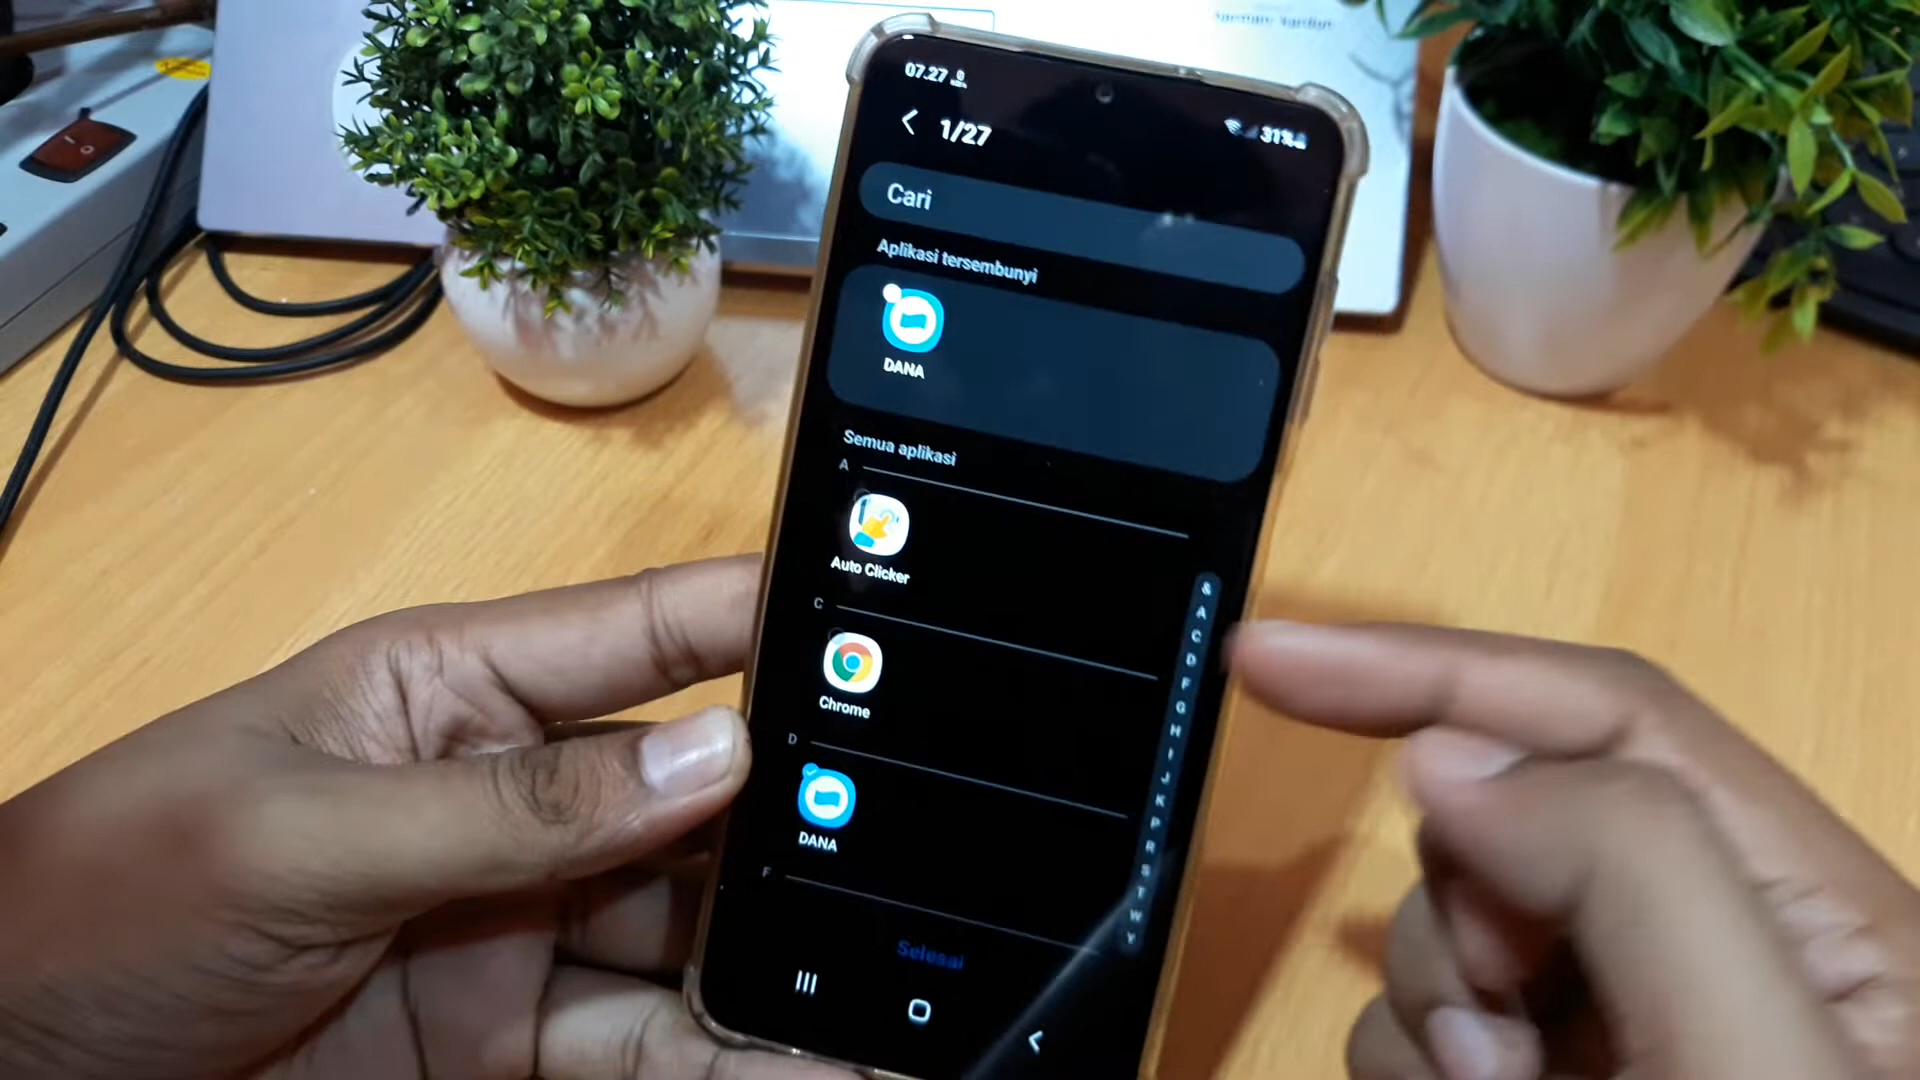 07.27
31%
1/27
Cari
Aplikasi tersembunyi
DANA
Semua aplikasi
A
Auto Clicker
C
Chrome
D
DANA
F
&
A
C
D
F
G
H
I
J
K
P
R
S
T
W
Y
Selesai